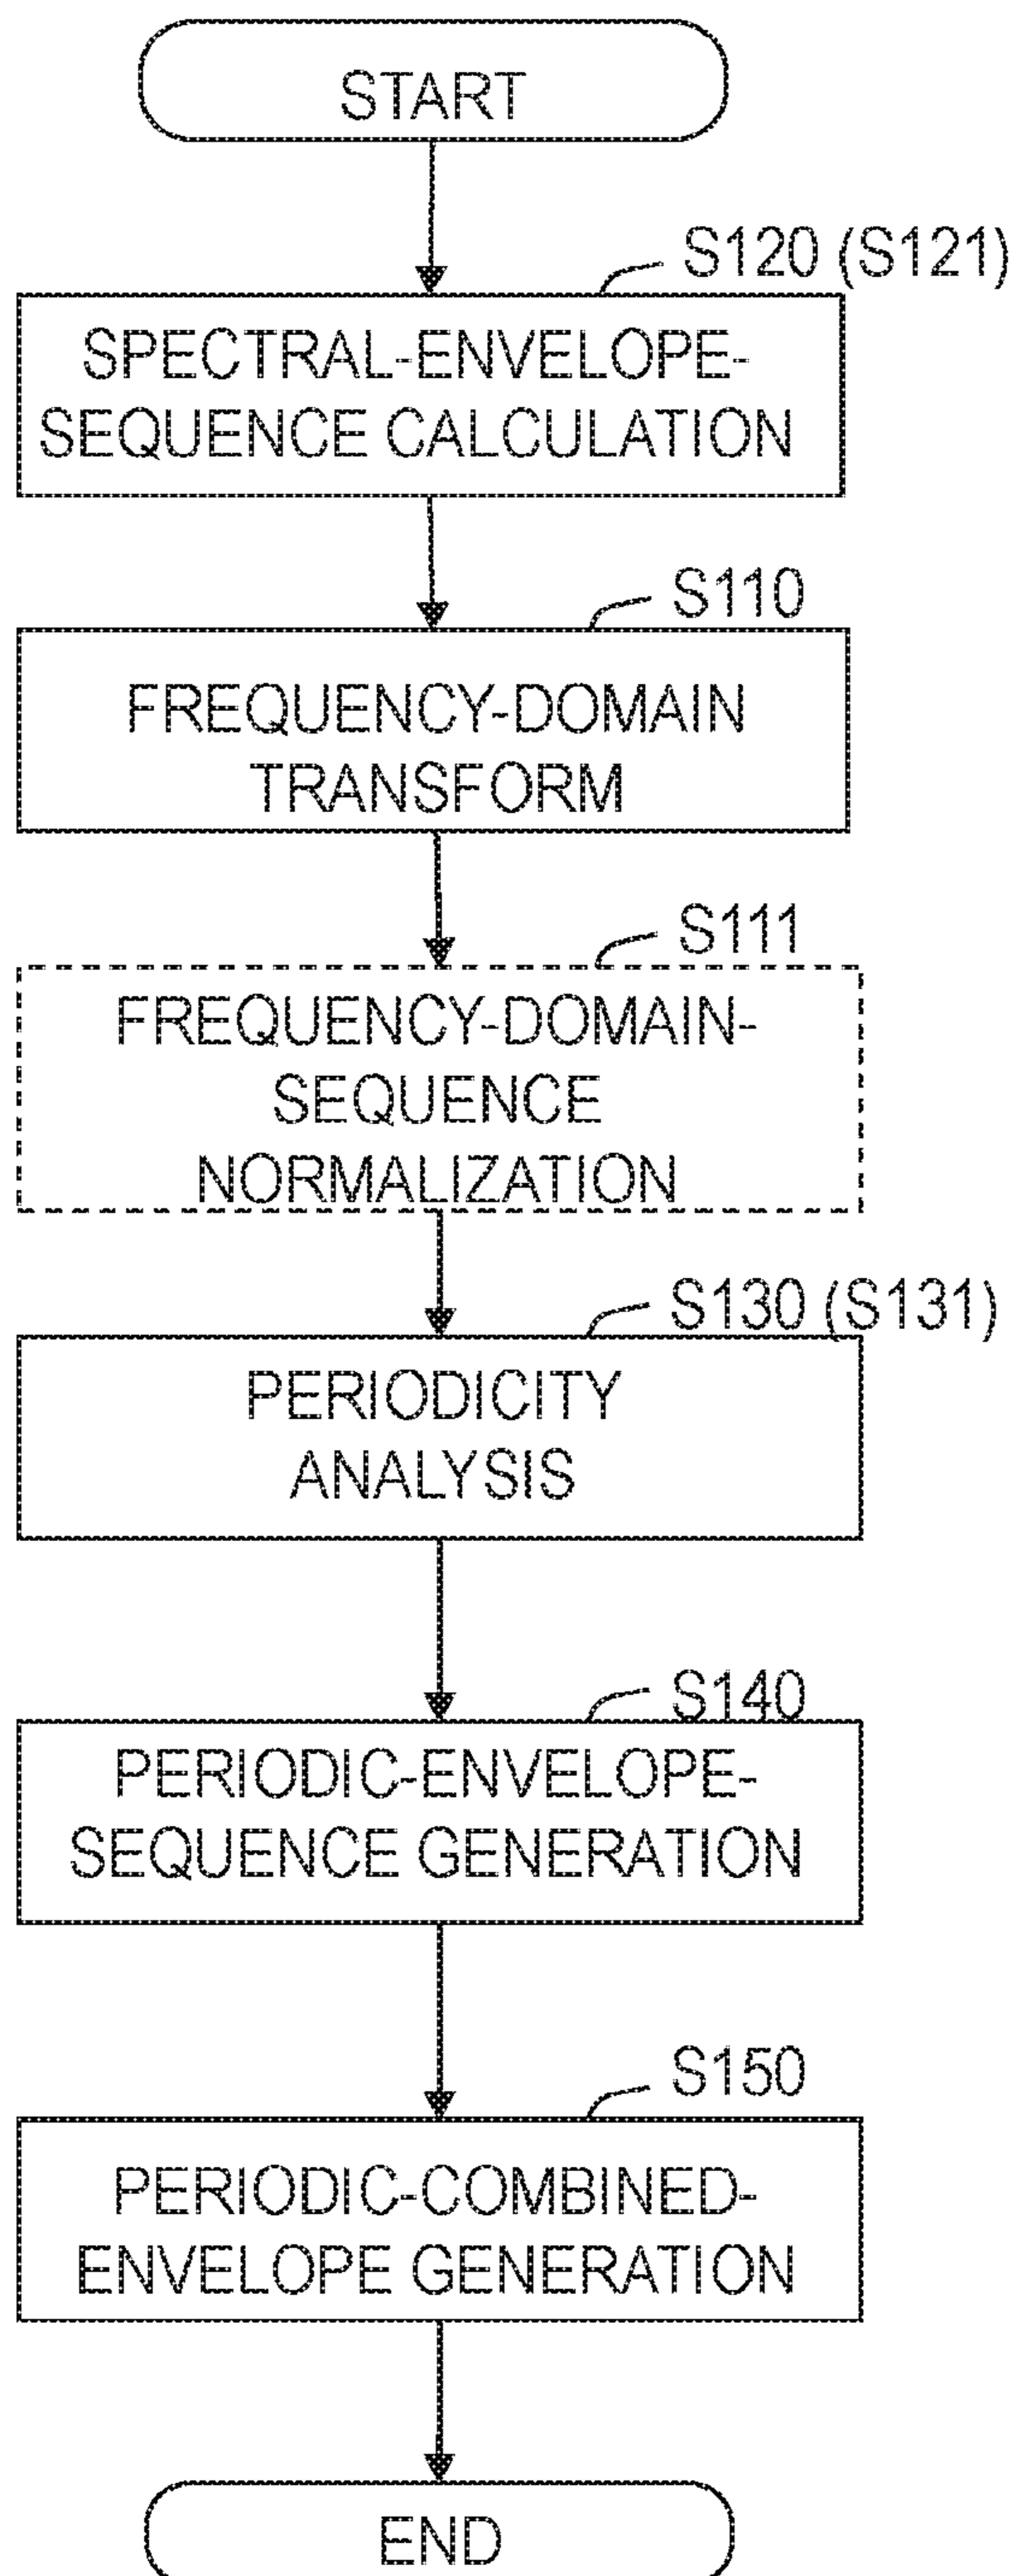 START
S120 (S121)
SPECTRAL-ENVELOPE-
SEQUENCE CALCULATION
S110
FREQUENCY-DOMAIN
TRANSFORM
S111
FREQUENCY-DOMAIN-
SEQUENCE
NORMALIZATION
S130 (S131)
PERIODICITY
ANALYSIS
S140
PERIODIC-ENVELOPE-
SEQUENCE GENERATION
S150
PERIODIC-COMBINED-
ENVELOPE GENERATION
END